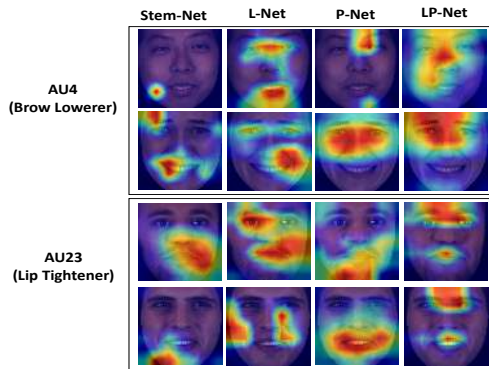 Stem-Net L-Net P-Net LP-Net
AU4
(Brow Lowerer)
AU23
(Lip Tightener)